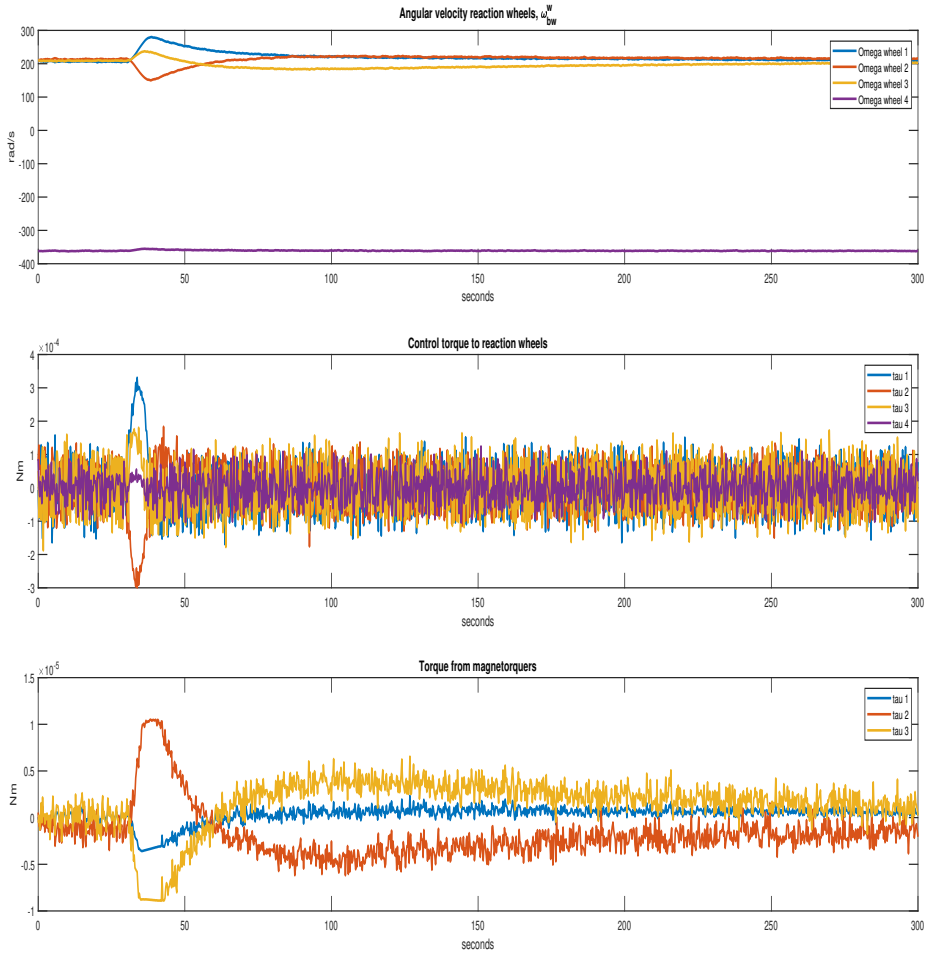 Angular velocity reaction wheels, ω^w_bw
300
200
100
0
-100
-200
-300
-400
rad/s
Omega wheel 1
Omega wheel 2
Omega wheel 3
Omega wheel 4
0 50 100 150 200 250 300
seconds
Control torque to reaction wheels
×10^-4
4
3
2
1
0
-1
-2
-3
Nm
tau 1
tau 2
tau 3
tau 4
0 50 100 150 200 250 300
seconds
Torque from magnetorquers
×10^-5
1.5
1
0.5
0
-0.5
-1
Nm
tau 1
tau 2
tau 3
0 50 100 150 200 250 300
seconds